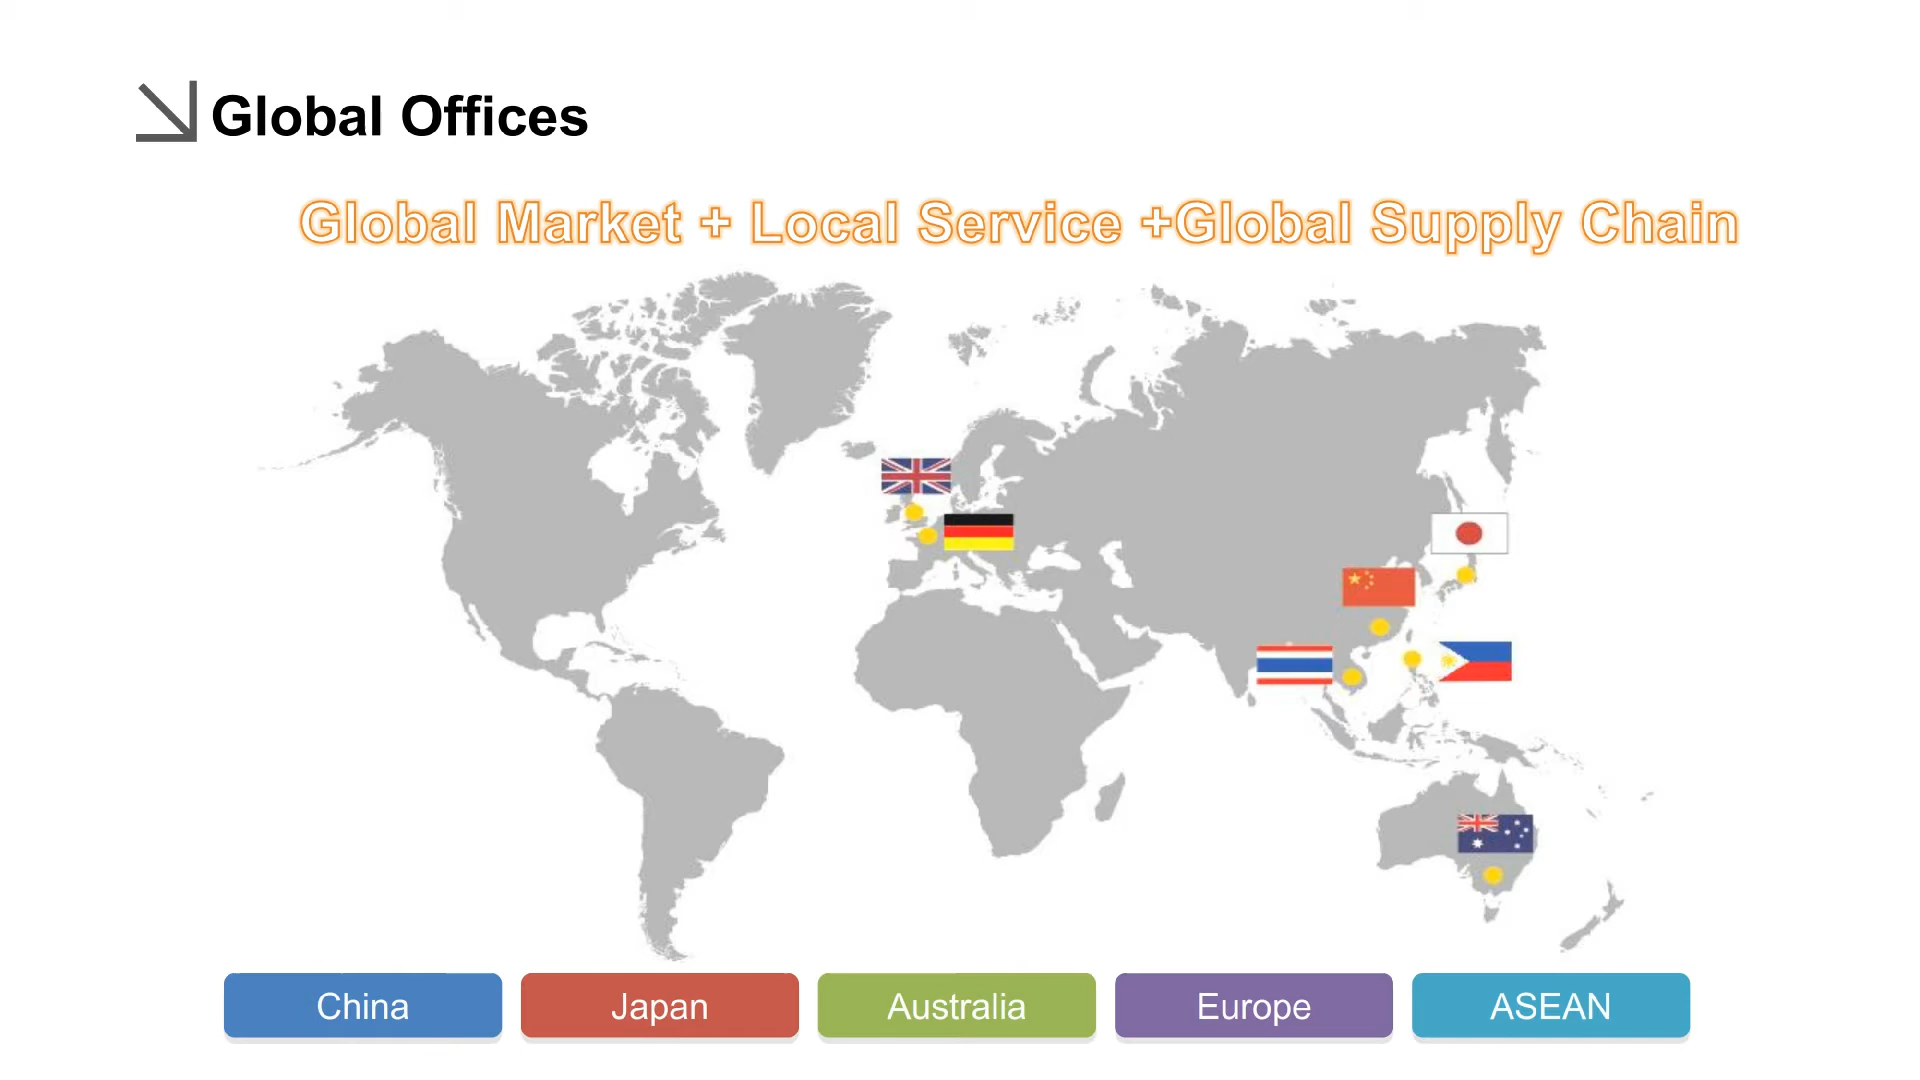 Global Offices
Global Market + Local Service +Global Supply Chain
China
Japan
Australia
Europe
ASEAN